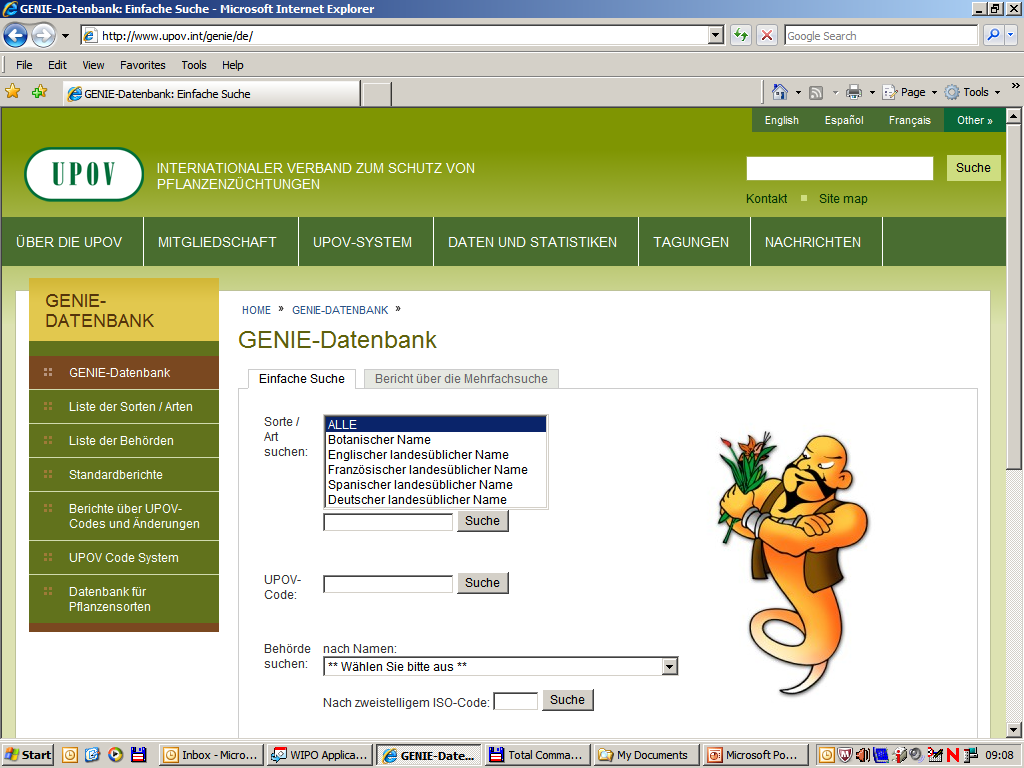 GENIE-Datenbank: Einfache Suche - Microsoft Internet Explorer
http://www.upov.int/genie/de/
Google Search
File Edit View Favorites Tools Help
GENIE-Datenbank: Einfache Suche
Page Tools »
English Español Français Other »
UPOV
INTERNATIONALER VERBAND ZUM SCHUTZ VON
PFLANZENZÜCHTUNGEN
Suche
Kontakt Site map
ÜBER DIE UPOV MITGLIEDSCHAFT UPOV-SYSTEM DATEN UND STATISTIKEN TAGUNGEN NACHRICHTEN
GENIE-
DATENBANK
GENIE-Datenbank
Liste der Sorten / Arten
Liste der Behörden
Standardberichte
Berichte über UPOV-
Codes und Änderungen
UPOV Code System
Datenbank für
Pflanzensorten
HOME » GENIE-DATENBANK »
GENIE-Datenbank
Einfache Suche Bericht über die Mehrfachsuche
Sorte /
Art
suchen:
ALLE
Botanischer Name
Englischer landesüblicher Name
Französischer landesüblicher Name
Spanischer landesüblicher Name
Deutscher landesüblicher Name
Suche
UPOV-
Code:
Suche
Behörde
suchen:
nach Namen:
** Wählen Sie bitte aus **
Nach zweistelligem ISO-Code:
Suche
Start Inbox - Micro... WIPO Applica... GENIE-Date... Total Comma... My Documents Microsoft Po... 09:08